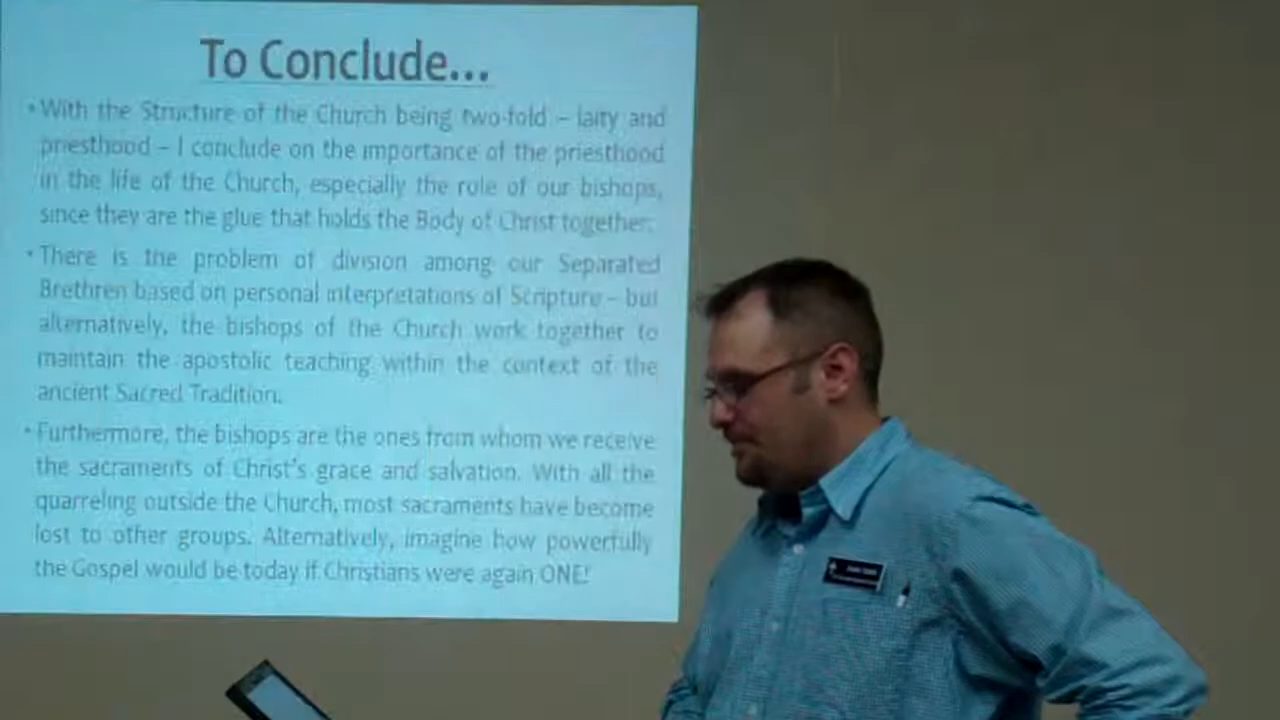 To Conclude...
• With the Structure of the Church being two-fold – laity and
priesthood – I conclude on the importance of the priesthood
in the life of the Church, especially the role of our bishops,
since they are the glue that holds the Body of Christ together.
• There is the problem of division among our Separated
Brethren based on personal interpretations of Scripture – but
alternatively, the bishops of the Church work together to
maintain the apostolic teaching within the context of the
ancient Sacred Tradition.
• Furthermore, the bishops are the ones from whom we receive
the sacraments of Christ's grace and salvation. With all the
quarreling outside the Church, most sacraments have become
lost to other groups. Alternatively, imagine how powerfully
the Gospel would be today if Christians were again ONE!